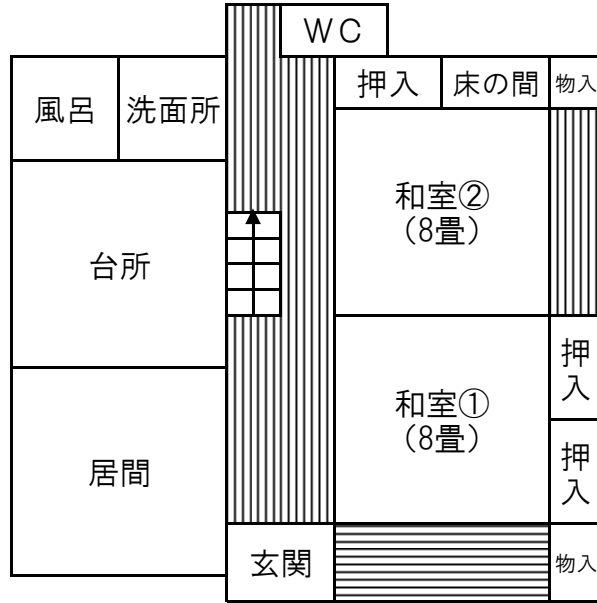 WC
押入
床の間
物入
風呂
洗面所
和室②
（8畳）
台所
押入
和室①
（8畳）
居間
押入
玄関
物入